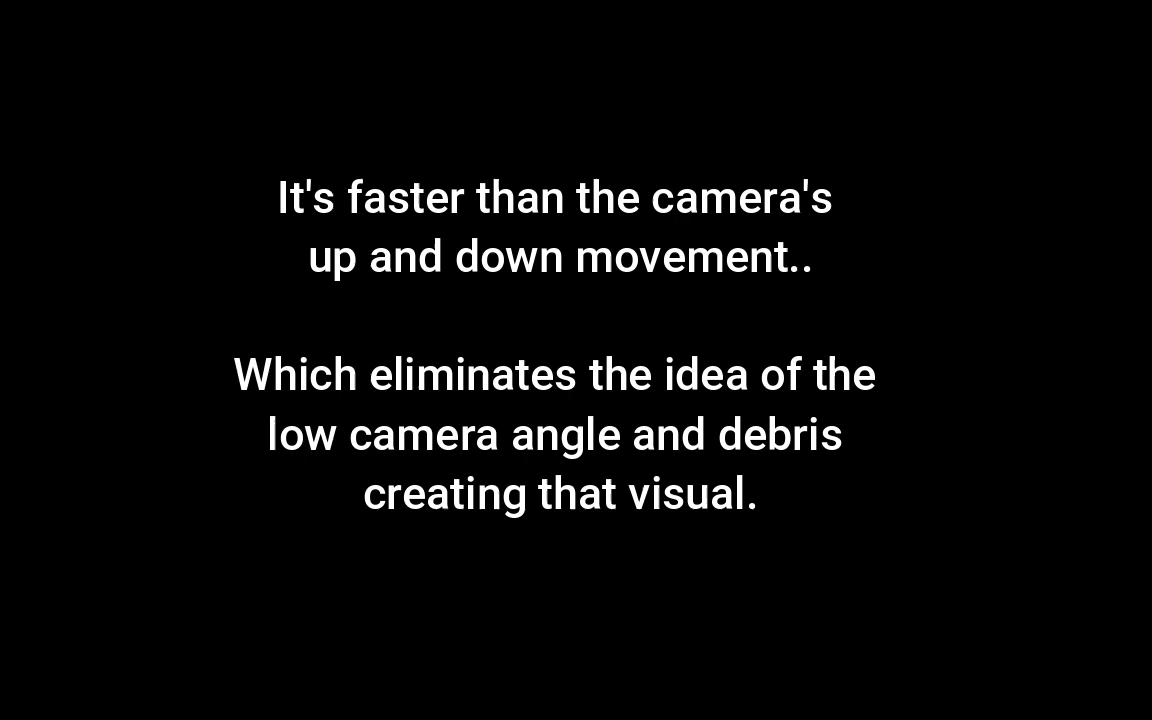 It's faster than the camera's
up and down movement..
Which eliminates the idea of the
low camera angle and debris
creating that visual.